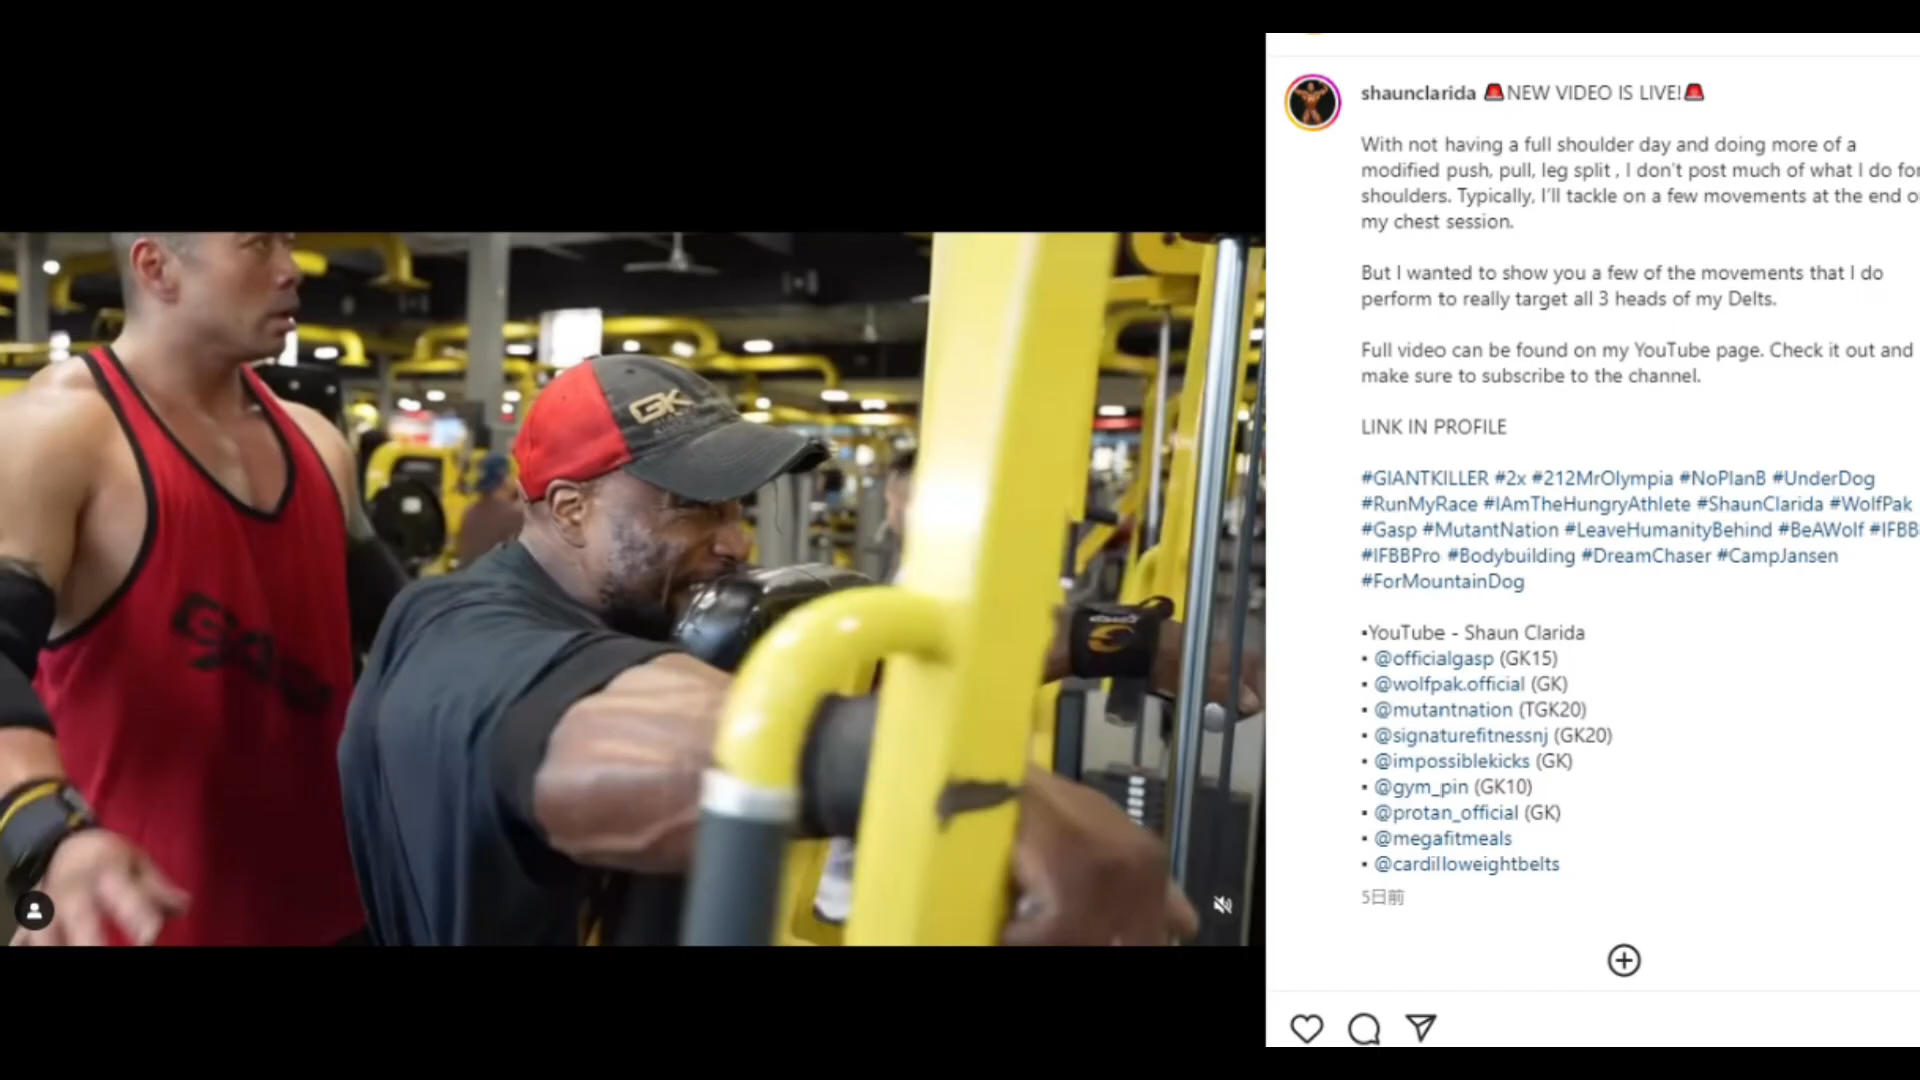 shaunclarida 🚨NEW VIDEO IS LIVE!🚨
With not having a full shoulder day and doing more of a
modified push, pull, leg split , I don't post much of what I do for
shoulders. Typically, I'll tackle on a few movements at the end o
my chest session.
But I wanted to show you a few of the movements that I do
perform to really target all 3 heads of my Delts.
Full video can be found on my YouTube page. Check it out and
make sure to subscribe to the channel.
LINK IN PROFILE
#GIANTKILLER #2x #212MrOlympia #NoPlanB #UnderDog
#RunMyRace #IAmTheHungryAthlete #ShaunClarida #WolfPak
#Gasp #MutantNation #LeaveHumanityBehind #BeAWolf #IFBB
#IFBBPro #Bodybuilding #DreamChaser #CampJansen
#ForMountainDog
•YouTube - Shaun Clarida
• @officialgasp (GK15)
• @wolfpak.official (GK)
• @mutantnation (TGK20)
• @signaturefitnessnj (GK20)
• @impossiblekicks (GK)
• @gym_pin (GK10)
• @protan_official (GK)
• @megafitmeals
• @cardilloweightbelts
5日前
GK
GASP